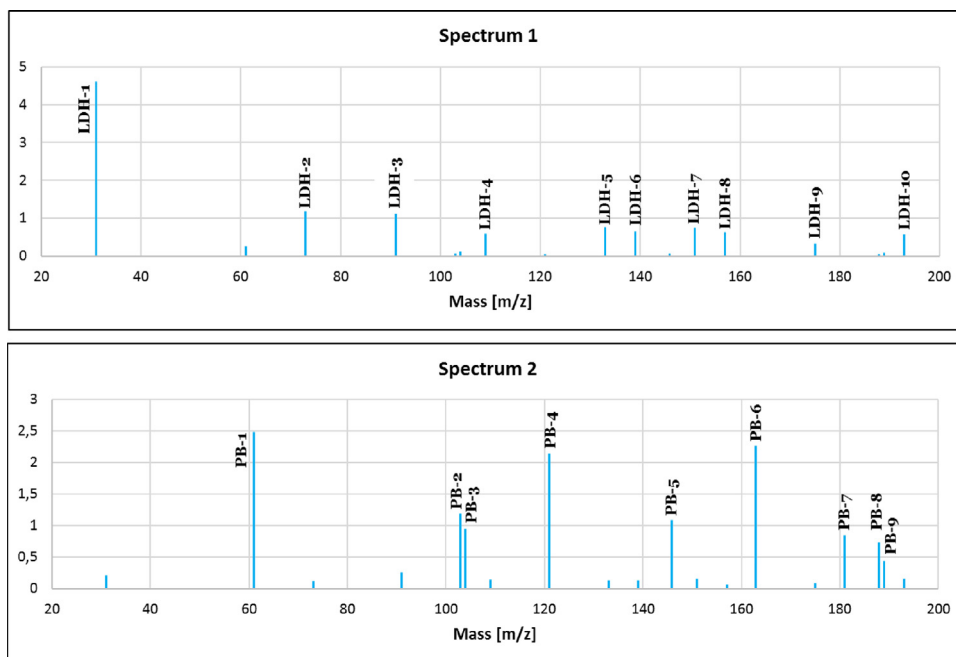 Spectrum 1
5
4
3
2
1
0
LDH-1
LDH-2
LDH-3
LDH-4
LDH-5
LDH-6
LDH-7
LDH-8
LDH-9
LDH-10
20 40 60 80 100 120 140 160 180 200
Mass [m/z]
Spectrum 2
3
2,5
2
1,5
1
0,5
0
PB-1
PB-2
PB-3
PB-4
PB-5
PB-6
PB-7
PB-8
PB-9
20 40 60 80 100 120 140 160 180 200
Mass [m/z]